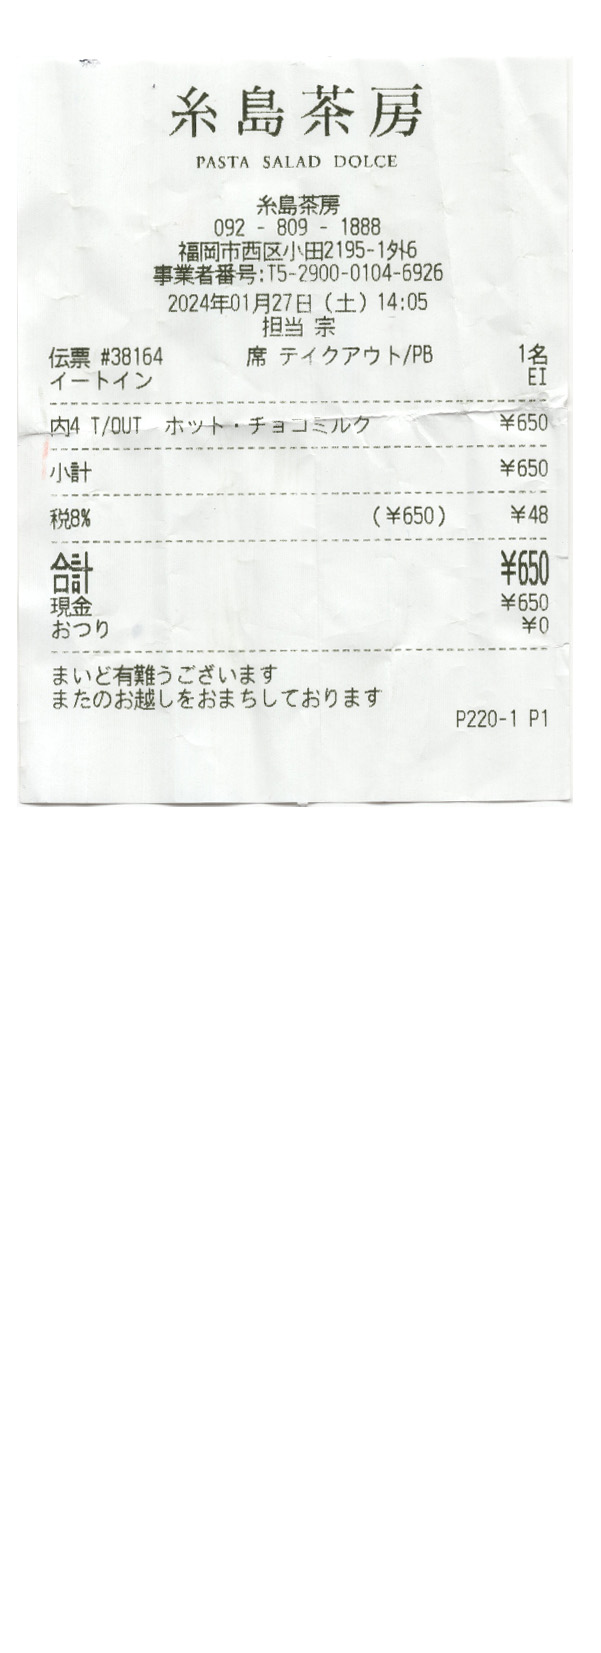 糸島茶房
PASTA SALAD DOLCE
糸島茶房
092 - 809 - 1888
福岡市西区小田2195-1外6
事業者番号:T5-2900-0104-6926
2024年01月27日（土）14:05
担当 宗
伝票 #38164 席 テイクアウト/PB 1名
イートイン EI
内4 T/OUT ホット・チョコミルク ¥650
小計 ¥650
税8% (¥650) ¥48
合計 ¥650
現金 ¥650
おつり ¥0
まいど有難うございます
またのお越しをおまちしております
P220-1 P1